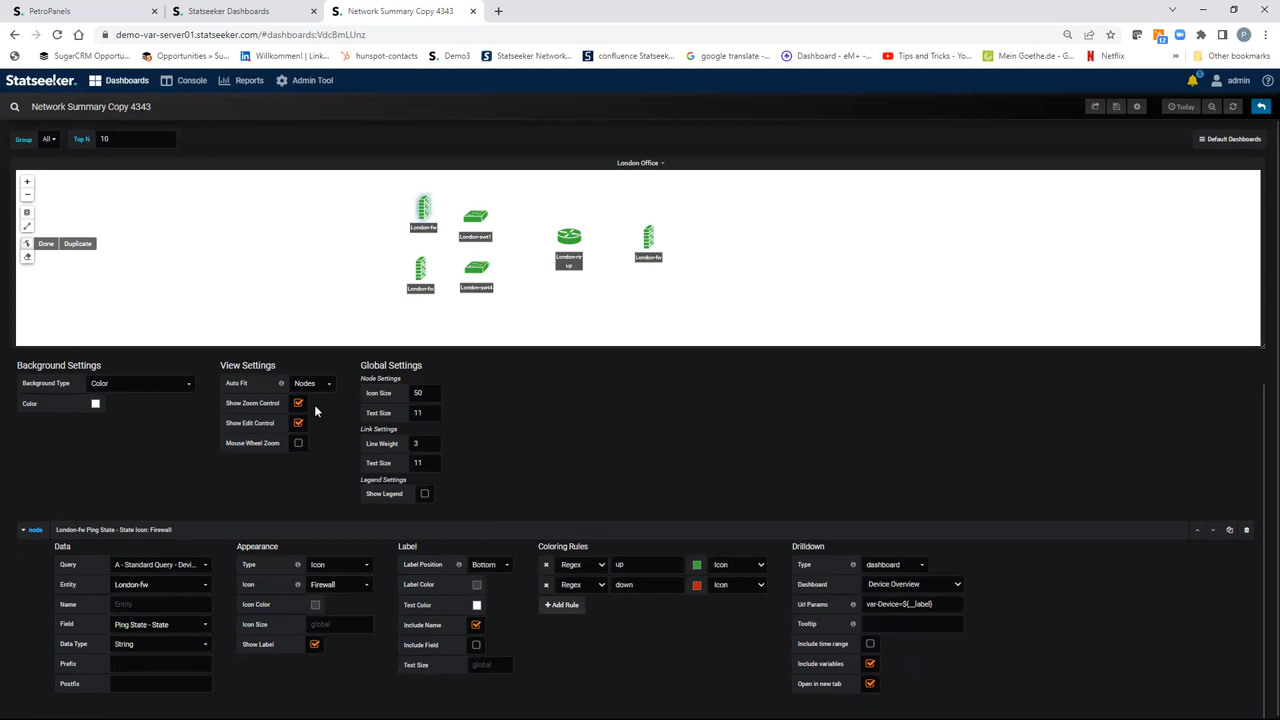 PetroPanels
Statseeker Dashboards
Network Summary Copy 4343
demo-var-server01.statseeker.com/#dashboards:VdcBmLUnz
SugarCRM Opportu...
Opportunities » Su...
Willkommen! | Linke...
hunspot-contacts
Demo3
Statseeker Network...
confluence Statseek...
google translate -...
Dashboard - eM+ -...
Tips and Tricks - Yo...
Mein Goethe.de - G...
Netflix
»
Other bookmarks
Statseeker
Dashboards
Console
Reports
Admin Tool
admin
Network Summary Copy 4343
Today
Group All
Top N 10
Default Dashboards
London Office
Done Duplicate
London-fw
London-swt1
London-rtr
up
London-fw
London-fw
London-swt4
Background Settings
Background Type Color
Color
View Settings
Auto Fit Nodes
Show Zoom Control
Show Edit Control
Mouse Wheel Zoom
Global Settings
Node Settings
Icon Size 50
Text Size 11
Link Settings
Line Weight 3
Text Size 11
Legend Settings
Show Legend
node London-fw Ping State - State Icon: Firewall
Data
Query A - Standard Query - Devi...
Entity London-fw
Name Entity
Field Ping State - State
Data Type String
Prefix
Postfix
Appearance
Type Icon
Icon Firewall
Icon Color
Icon Size global
Show Label
Label
Label Position Bottom
Label Color
Text Color
Include Name
Include Field
Text Size global
Coloring Rules
Regex up Icon
Regex down Icon
+ Add Rule
Drilldown
Type dashboard
Dashboard Device Overview
Url Params var-Device=${__label}
Tooltip
Include time range
Include variables
Open in new tab